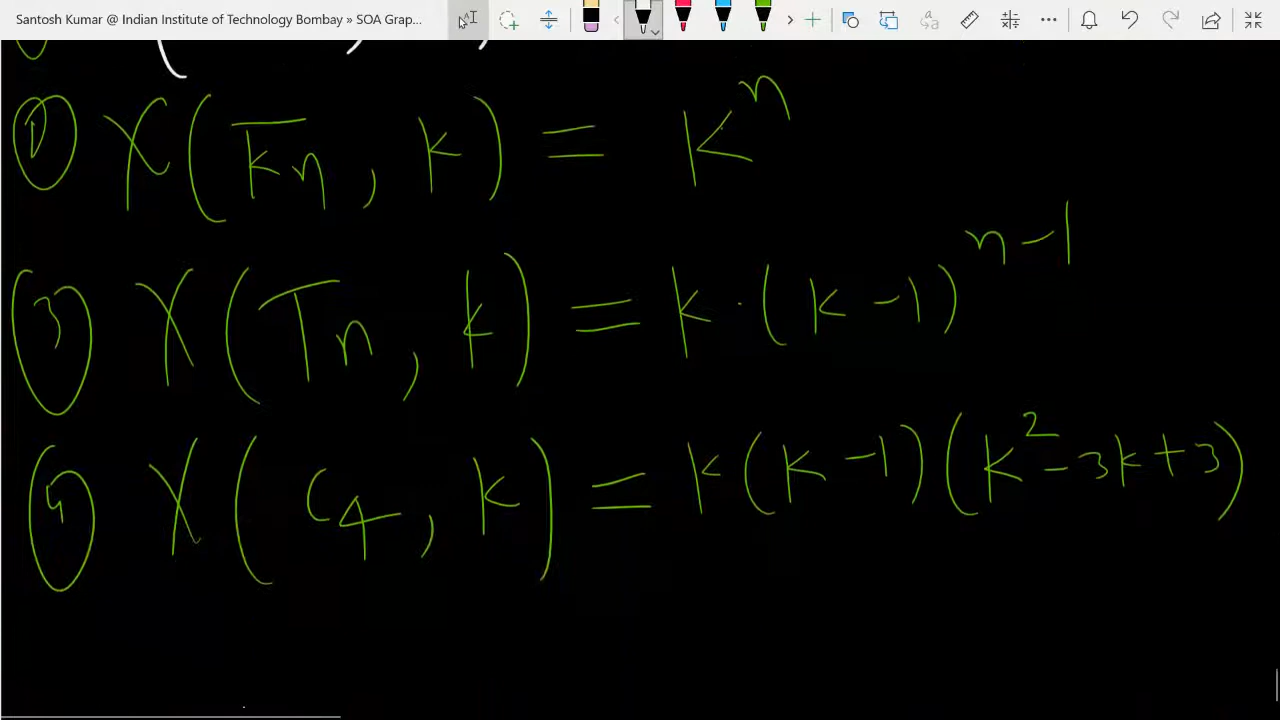 Santosh Kumar @ Indian Institute of Technology Bombay » SOA Grap...
① χ(K̅n, k) = k^n
③ χ(Tn, k) = k·(k-1)^{n-1}
④ χ(C4, k) = k(k-1)(k^2-3k+3)